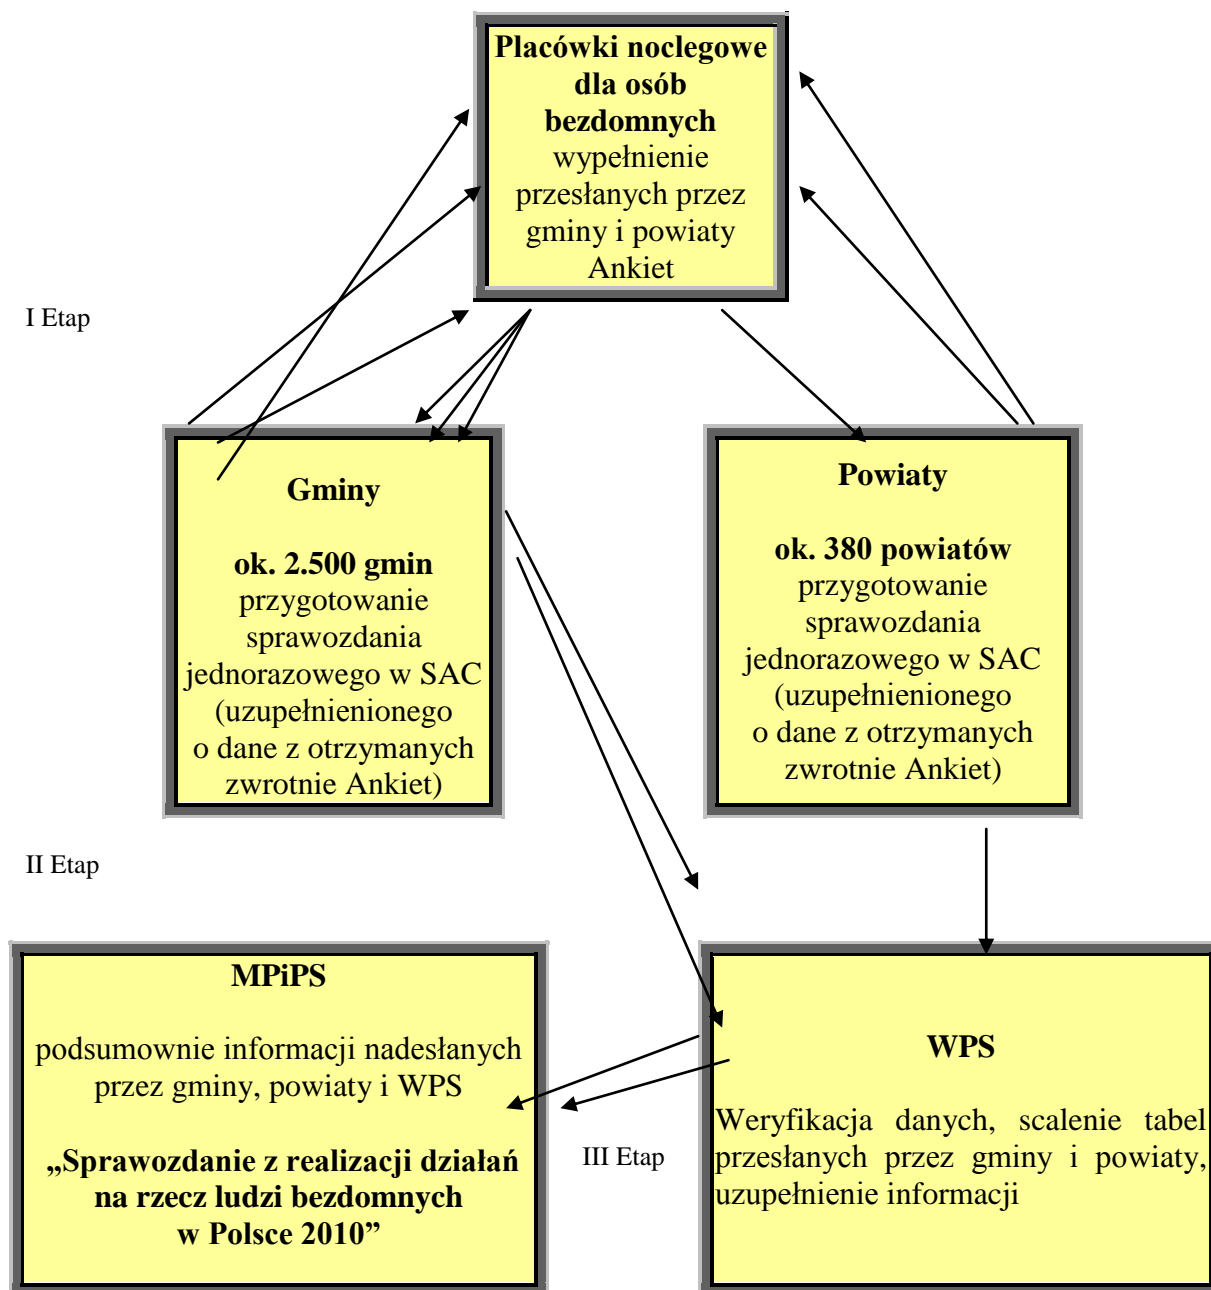 Placówki noclegowe
dla osób
bezdomnych
wypełnienie
przesłanych przez
gminy i powiaty
Ankiet
I Etap
Gminy
ok. 2.500 gmin
przygotowanie
sprawozdania
jednorazowego w SAC
(uzupełnienionego
o dane z otrzymanych
zwrotnie Ankiet)
Powiaty
ok. 380 powiatów
przygotowanie
sprawozdania
jednorazowego w SAC
(uzupełnienionego
o dane z otrzymanych
zwrotnie Ankiet)
II Etap
MPiPS
podsumownie informacji nadesłanych
przez gminy, powiaty i WPS
„Sprawozdanie z realizacji działań
na rzecz ludzi bezdomnych
w Polsce 2010”
III Etap
WPS
Weryfikacja danych, scalenie tabel
przesłanych przez gminy i powiaty,
uzupełnienie informacji